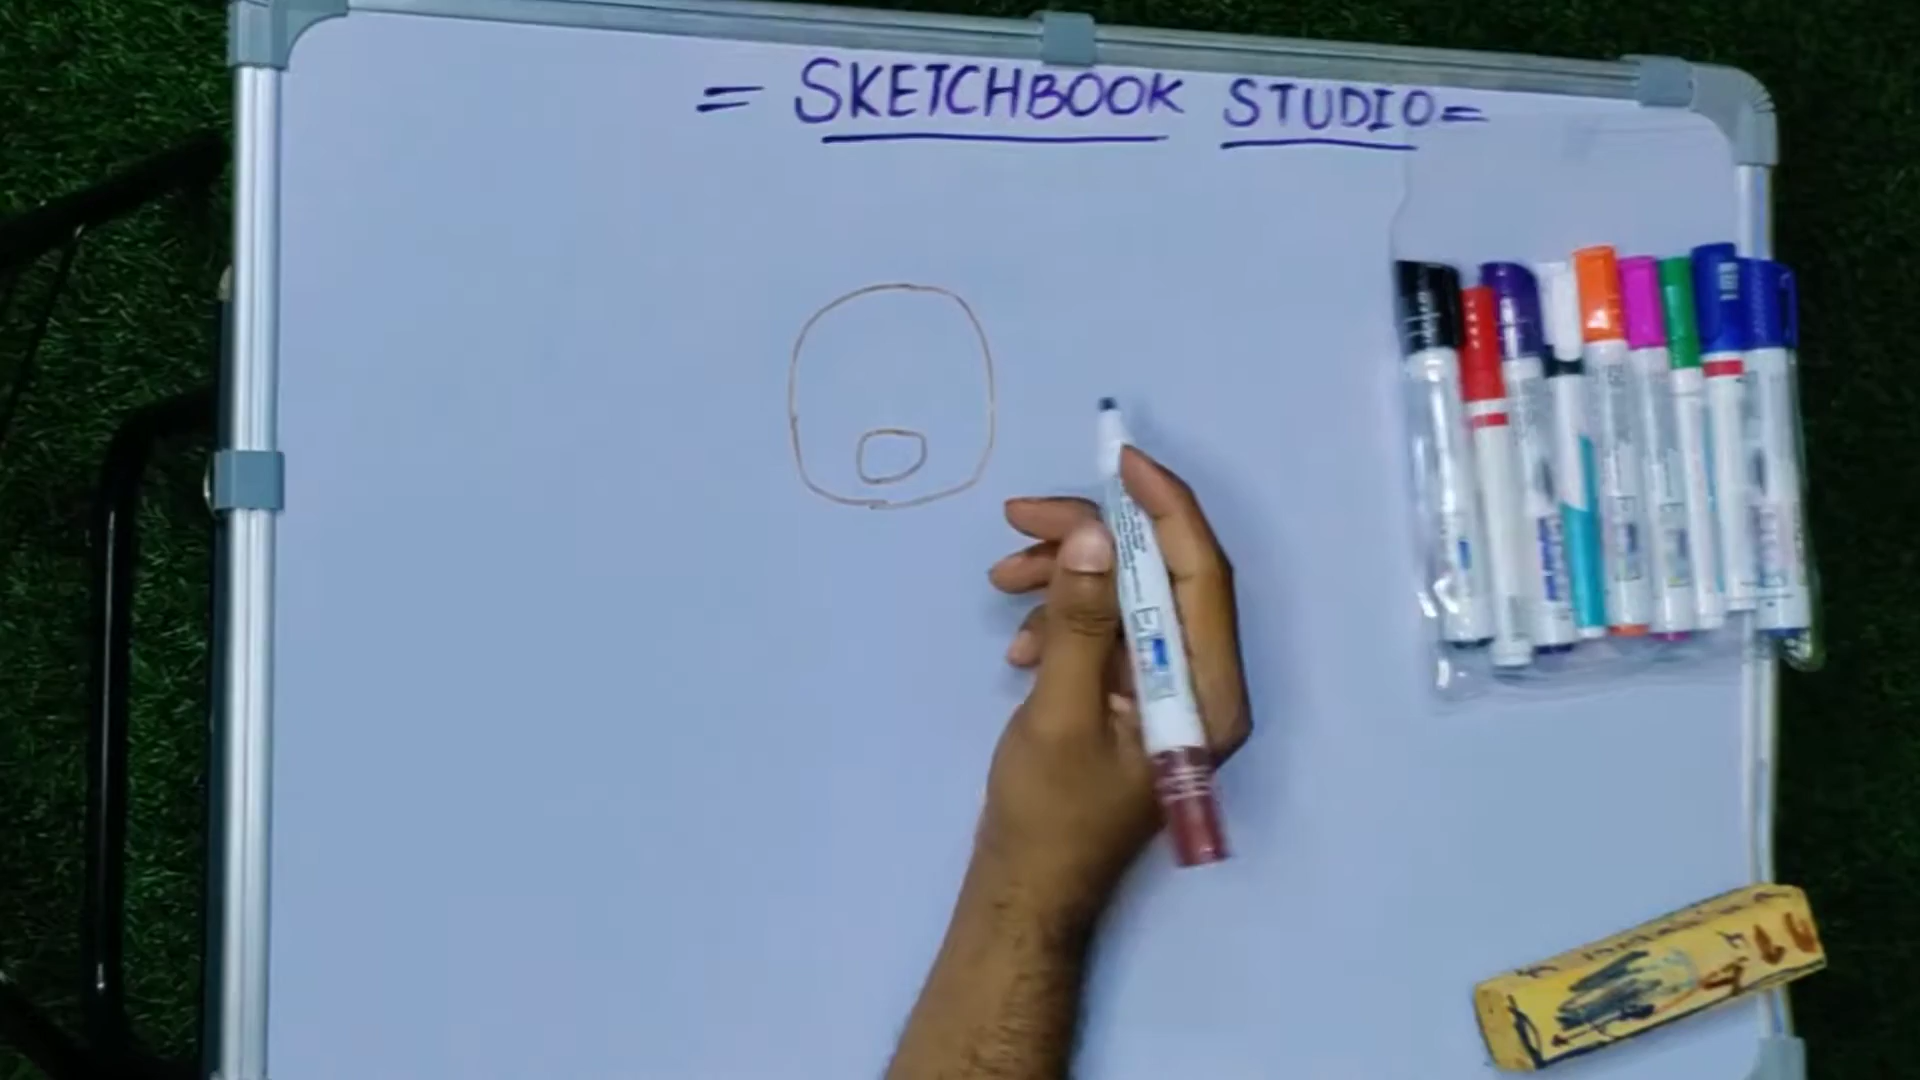 = SKETCHBOOK STUDIO =